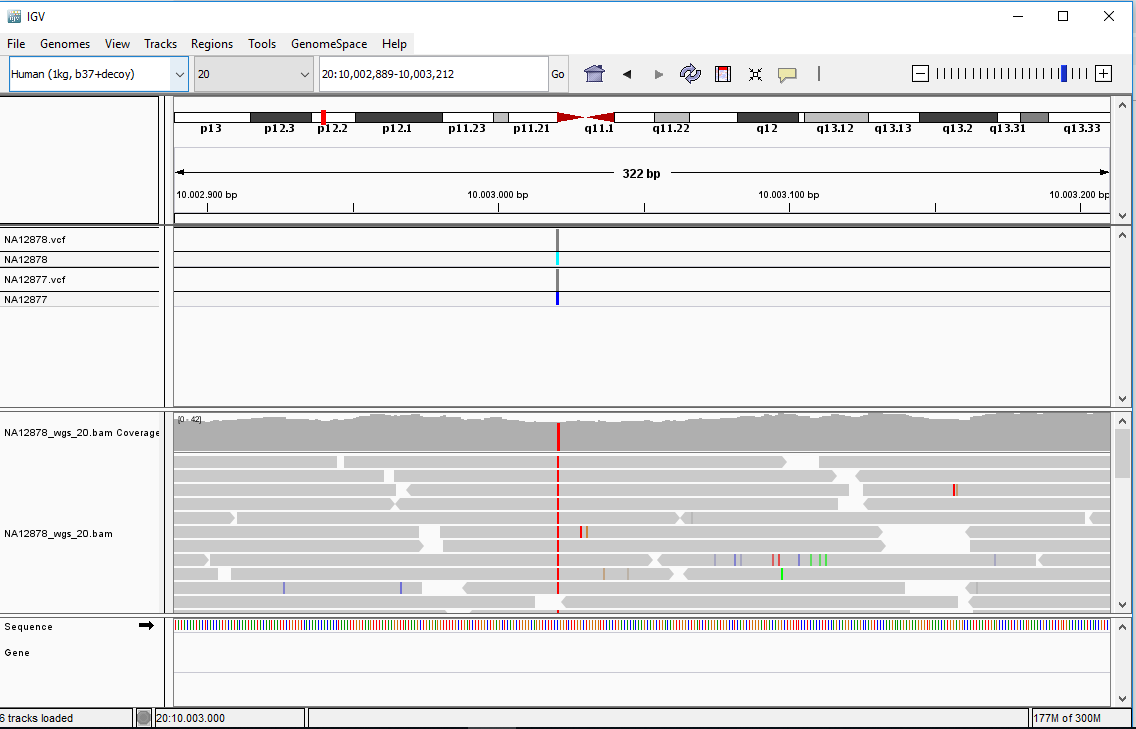 IGV
File Genomes View Tracks Regions Tools GenomeSpace Help
Human (1kg, b37+decoy) 20 20:10,002,889-10,003,212 Go
p13 p12.3 p12.2 p12.1 p11.23 p11.21 q11.1 q11.22 q12 q13.12 q13.13 q13.2 q13.31 q13.33
322 bp
10.002.900 bp 10.003.000 bp 10.003.100 bp 10.003.200 bp
NA12878.vcf
NA12878
NA12877.vcf
NA12877
[0 - 42]
NA12878_wgs_20.bam Coverage
NA12878_wgs_20.bam
Sequence
Gene
6 tracks loaded 20:10.003.000 177M of 300M